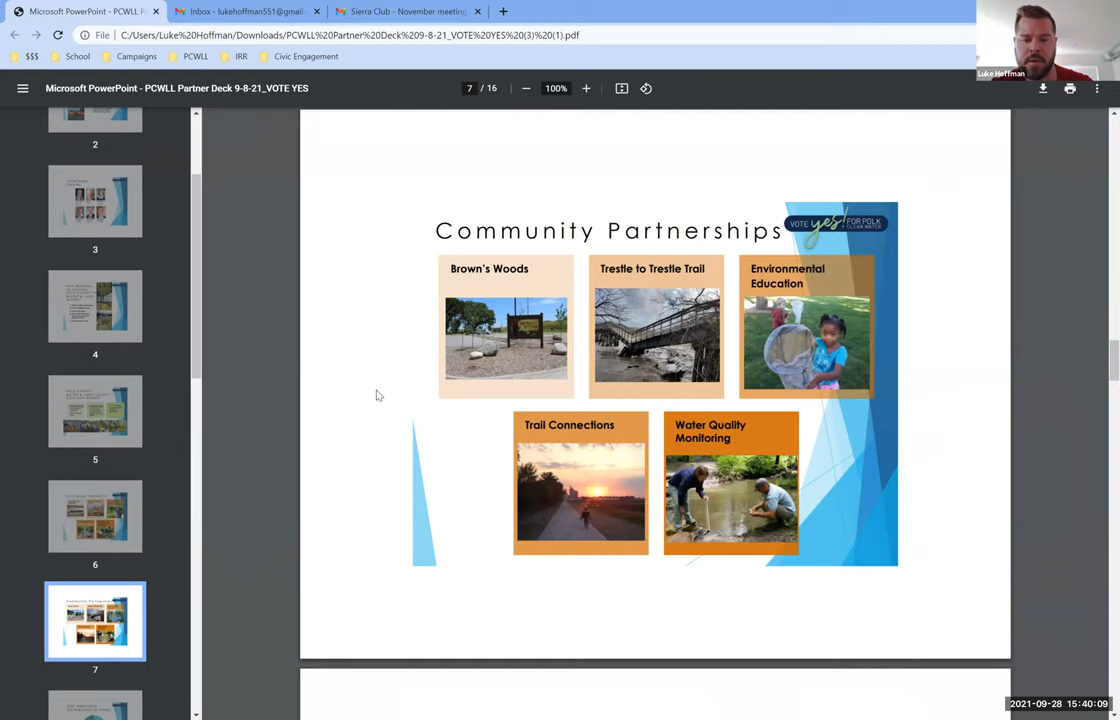 Microsoft PowerPoint - PCWLL P
Inbox - lukehoffman551@gmail
Sierra Club - November meeting
File
C:/Users/Luke%20Hoffman/Downloads/PCWLL%20Partner%20Deck%209-8-21_VOTE%20YES%20(3)%20(1).pdf
$$$
School
Campaigns
PCWLL
IRR
Civic Engagement
Luke Hoffman
Microsoft PowerPoint - PCWLL Partner Deck 9-8-21_VOTE YES
7 / 16
100%
2
3
4
5
6
7
Community Partnerships
VOTE yes! FOR POLK
CLEAN WATER
Brown's Woods
Trestle to Trestle Trail
Environmental
Education
Trail Connections
Water Quality
Monitoring
2021-09-28 15:40:09